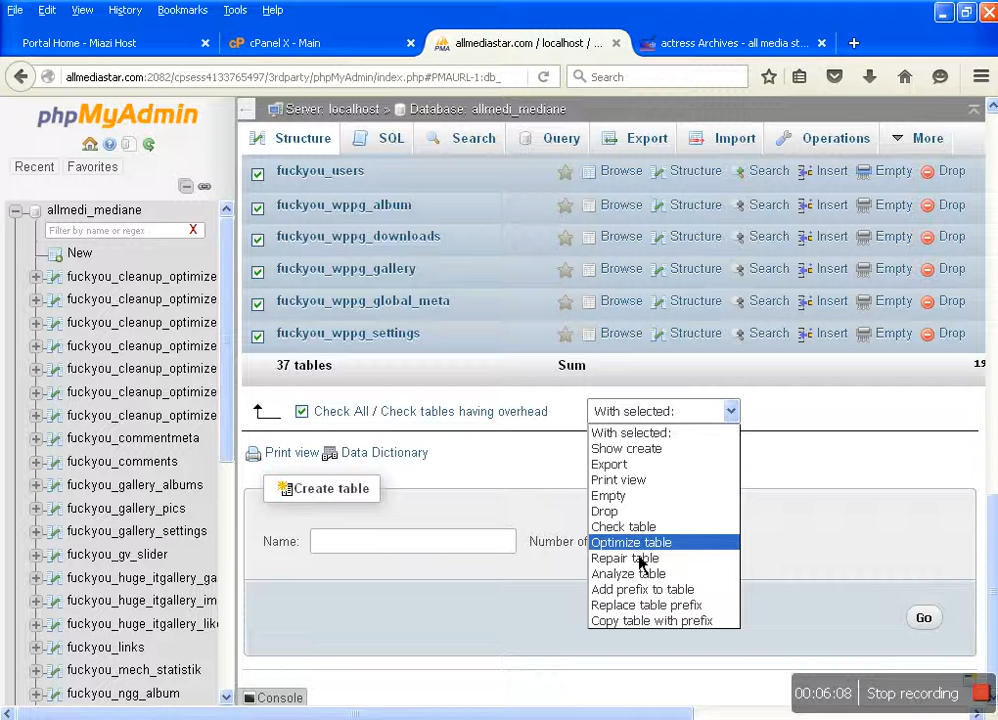 File Edit View History Bookmarks Tools Help
Portal Home - Miazi Host
cP cPanel X - Main
PMA allmediastar.com / localhost / ...
actress Archives - all media st...
allmediastar.com:2082/cpsess4133765497/3rdparty/phpMyAdmin/index.php#PMAURL-1:db_
Search
phpMyAdmin
Recent Favorites
allmedi_mediane
Filter by name or regex X
New
fuckyou_cleanup_optimize
fuckyou_cleanup_optimize
fuckyou_cleanup_optimize
fuckyou_cleanup_optimize
fuckyou_cleanup_optimize
fuckyou_cleanup_optimize
fuckyou_cleanup_optimize
fuckyou_commentmeta
fuckyou_comments
fuckyou_gallery_albums
fuckyou_gallery_pics
fuckyou_gallery_settings
fuckyou_gv_slider
fuckyou_huge_itgallery_ga
fuckyou_huge_itgallery_im
fuckyou_huge_itgallery_lik
fuckyou_links
fuckyou_mech_statistik
fuckyou_ngg_album
Server: localhost » Database: allmedi_mediane
Structure SQL Search Query Export Import Operations More
fuckyou_users Browse Structure Search Insert Empty Drop
fuckyou_wppg_album Browse Structure Search Insert Empty Drop
fuckyou_wppg_downloads Browse Structure Search Insert Empty Drop
fuckyou_wppg_gallery Browse Structure Search Insert Empty Drop
fuckyou_wppg_global_meta Browse Structure Search Insert Empty Drop
fuckyou_wppg_settings Browse Structure Search Insert Empty Drop
37 tables Sum 19
Check All / Check tables having overhead With selected:
With selected:
Show create
Export
Print view
Empty
Drop
Check table
Optimize table
Repair table
Analyze table
Add prefix to table
Replace table prefix
Copy table with prefix
Print view Data Dictionary
Create table
Name: Number of
Go
Console
00:06:08 Stop recording